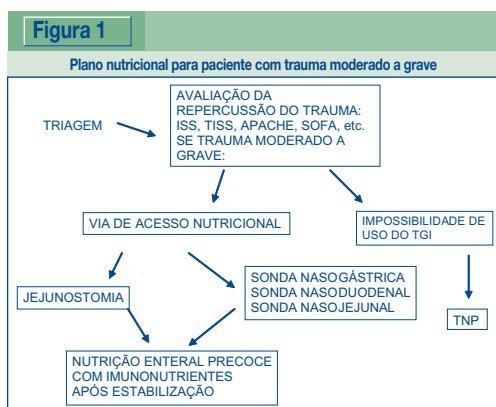 Figura 1
Plano nutricional para paciente com trauma moderado a grave
TRIAGEM
AVALIAÇÃO DA
REPERCUSSÃO DO TRAUMA:
ISS, TISS, APACHE, SOFA, etc.
SE TRAUMA MODERADO A
GRAVE:
VIA DE ACESSO NUTRICIONAL
IMPOSSIBILIDADE DE
USO DO TGI
JEJUNOSTOMIA
SONDA NASOGÁSTRICA
SONDA NASODUODENAL
SONDA NASOJEJUNAL
TNP
NUTRIÇÃO ENTERAL PRECOCE
COM IMUNONUTRIENTES
APÓS ESTABILIZAÇÃO